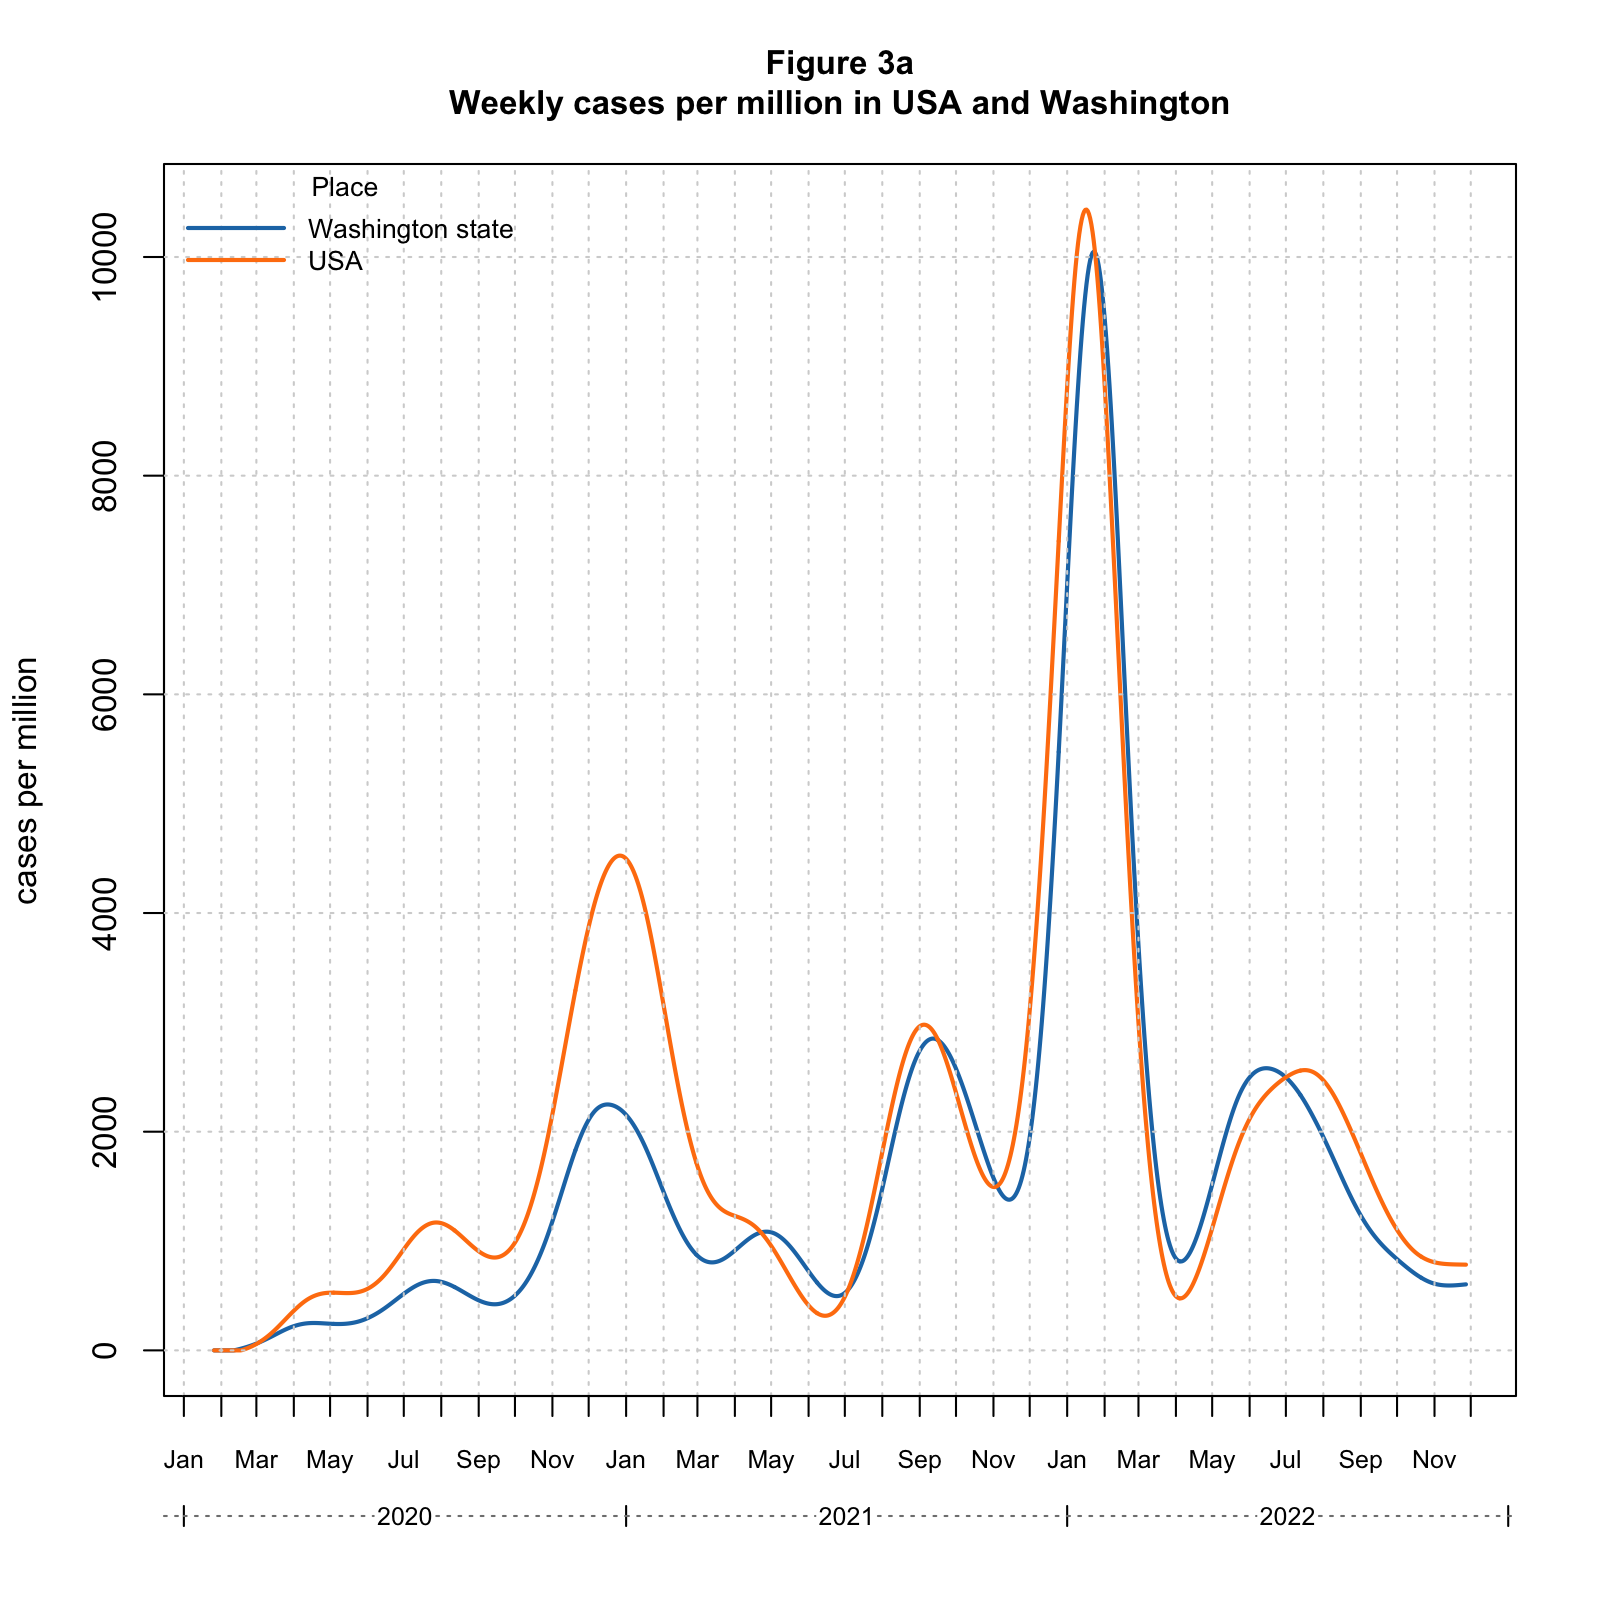 Figure 3a
Weekly cases per million in USA and Washington
Place
Washington state
USA
cases per million
10000
8000
6000
4000
2000
0
Jan Mar May Jul Sep Nov Jan Mar May Jul Sep Nov Jan Mar May Jul Sep Nov
2020 2021 2022